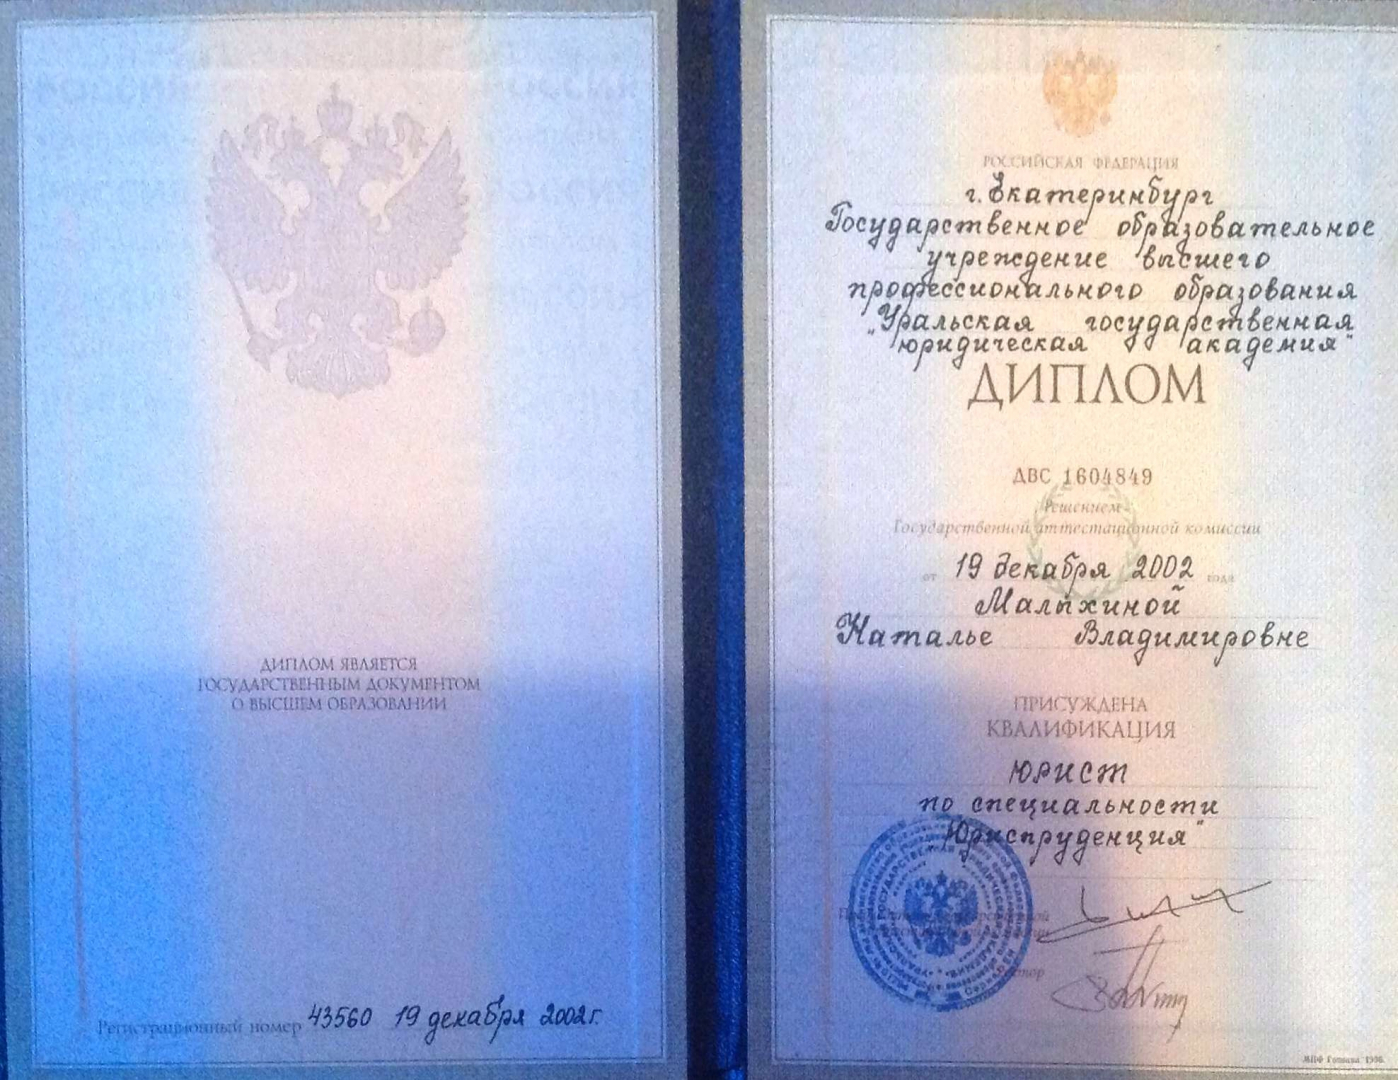 ДИПЛОМ ЯВЛЯЕТСЯ
ГОСУДАРСТВЕННЫМ ДОКУМЕНТОМ
О ВЫСШЕМ ОБРАЗОВАНИИ
Регистрационный номер 43560 19 декабря 2002г.
РОССИЙСКАЯ ФЕДЕРАЦИЯ
г. Екатеринбург
Государственное образовательное
учреждение высшего
профессионального образования
"Уральская государственная
юридическая академия"
ДИПЛОМ
ДВС 1604849
Решением
Государственной аттестационной комиссии
от 19 декабря 2002 года
Малыхиной
Наталье Владимировне
ПРИСУЖДЕНА
КВАЛИФИКАЦИЯ
юрист
по специальности
"Юриспруденция"